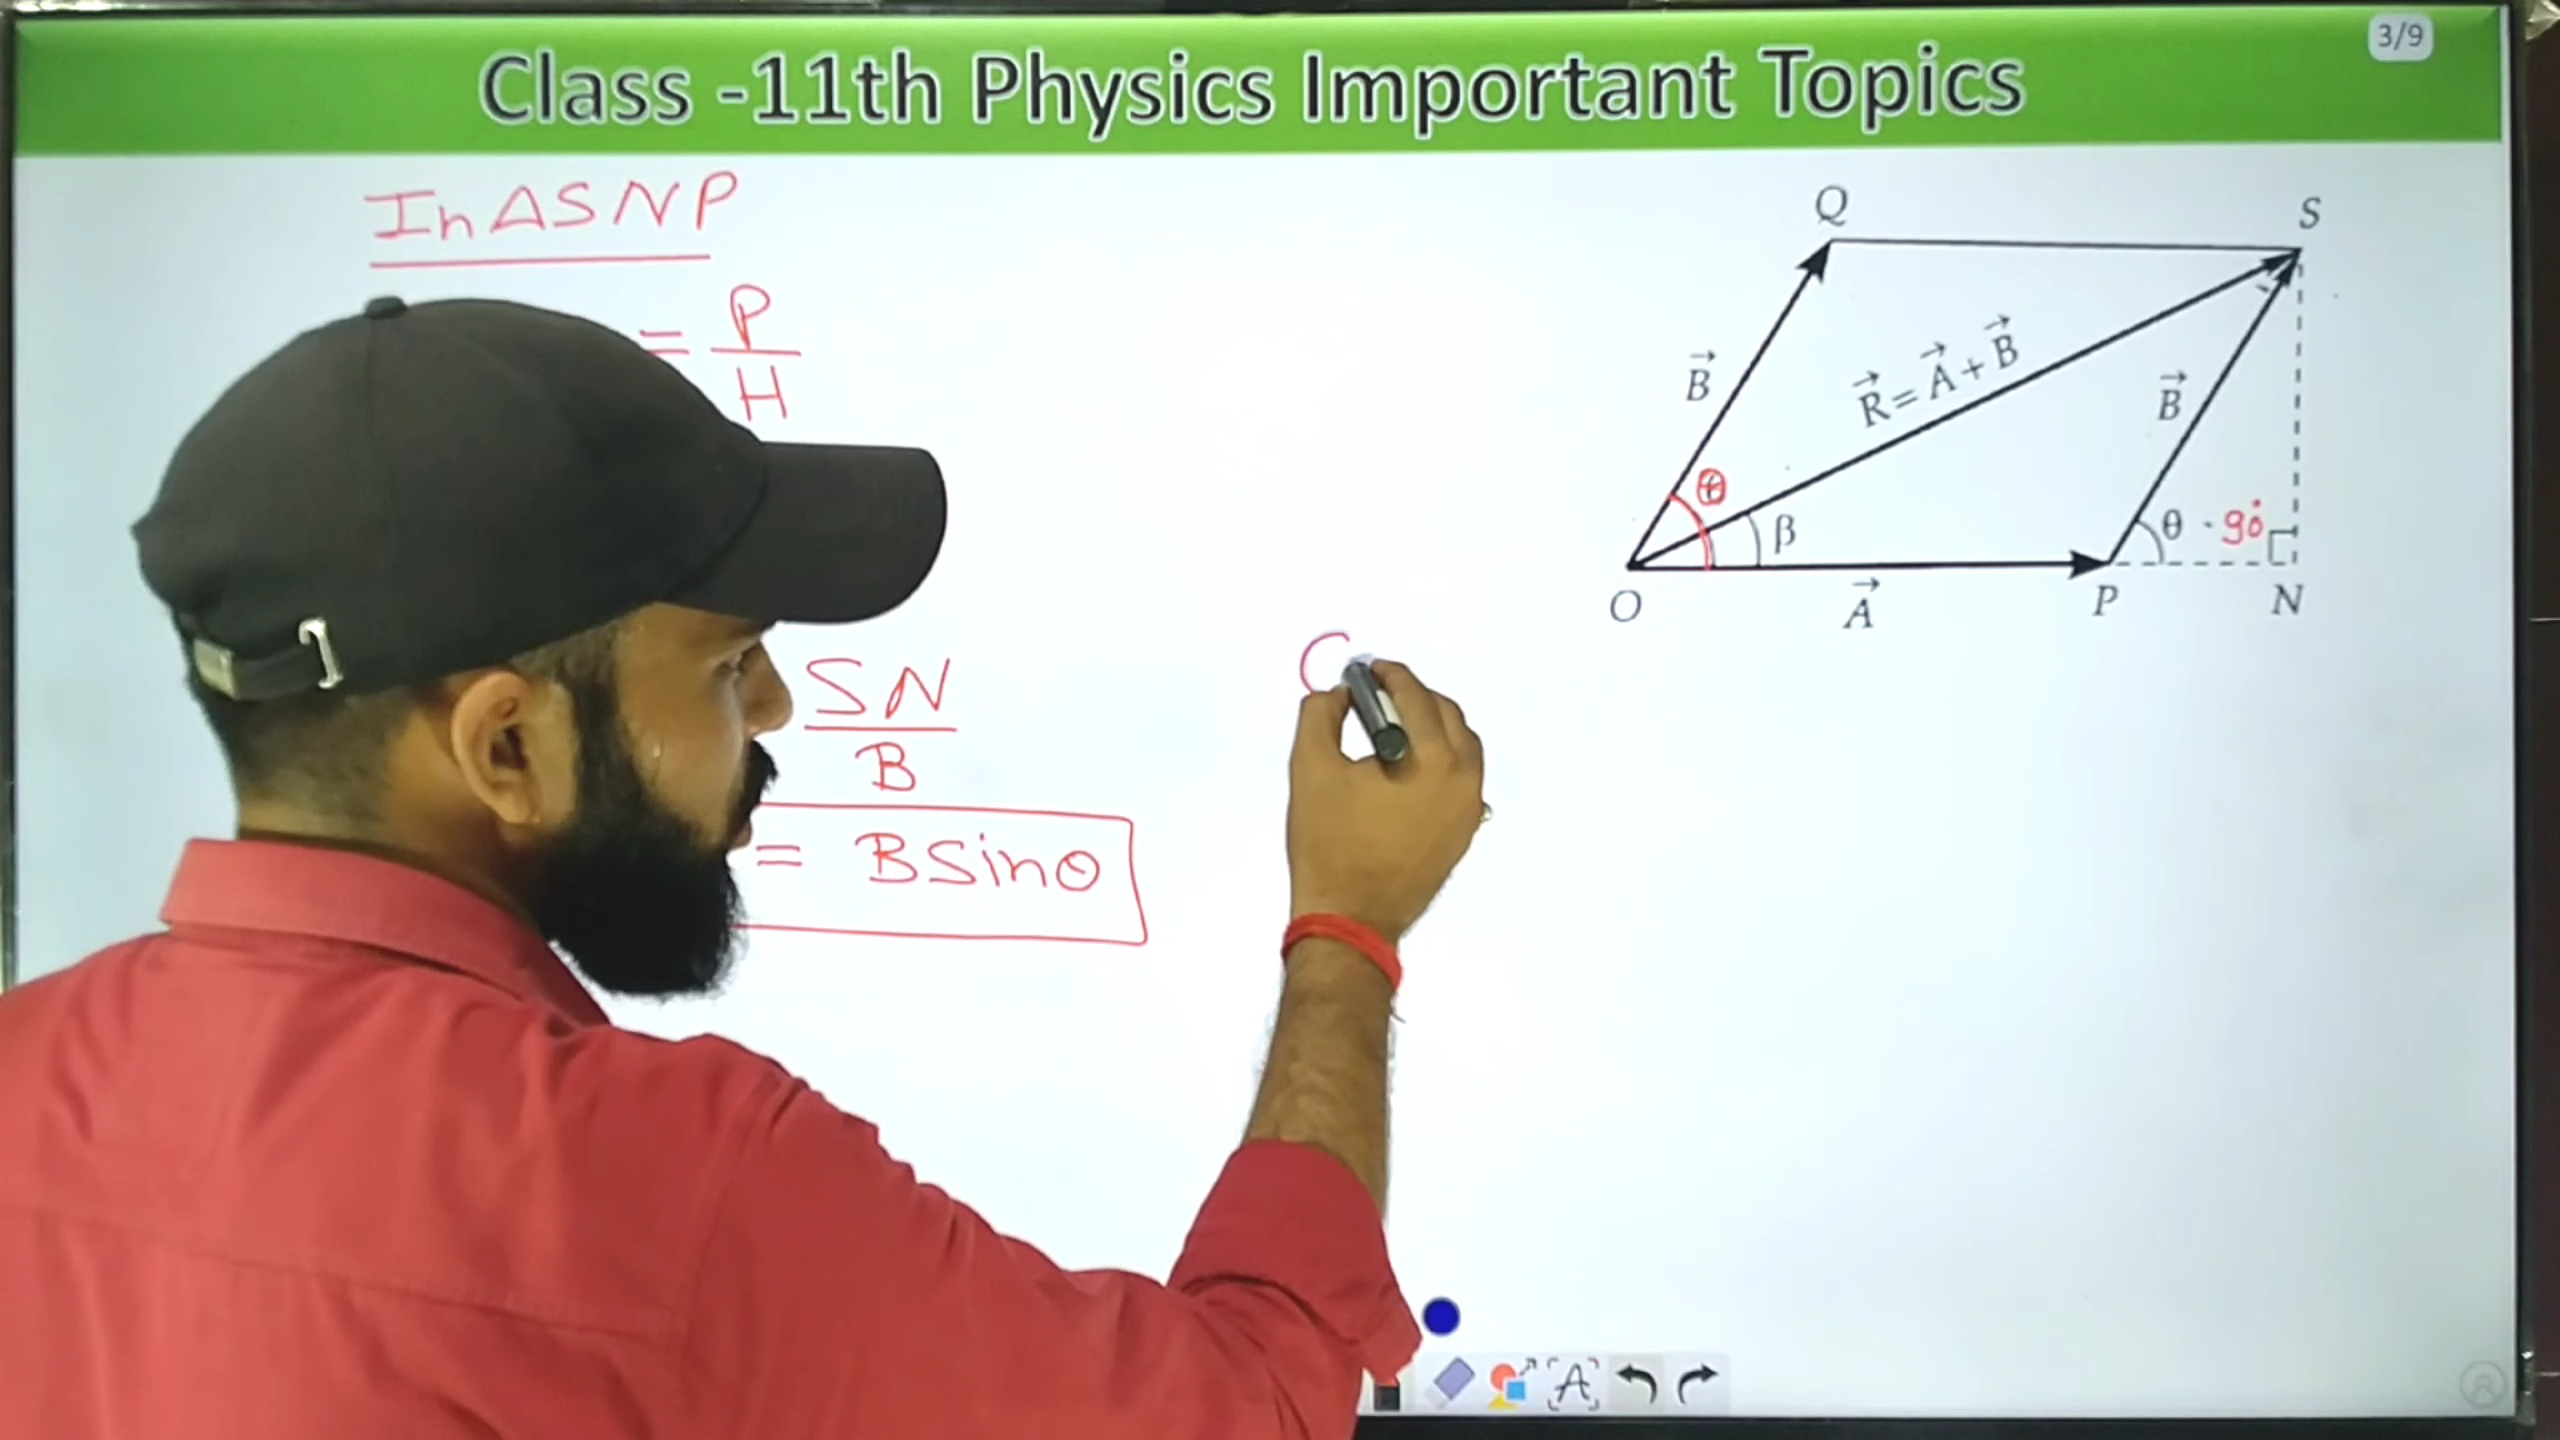 3/9
Class -11th Physics Important Topics
In ΔSNP
= P
H
SN
B
= BSinθ
C
Q
S
B⃗
R⃗ = A⃗ + B⃗
B⃗
θ
β
θ
90°
O
A⃗
P
N
A